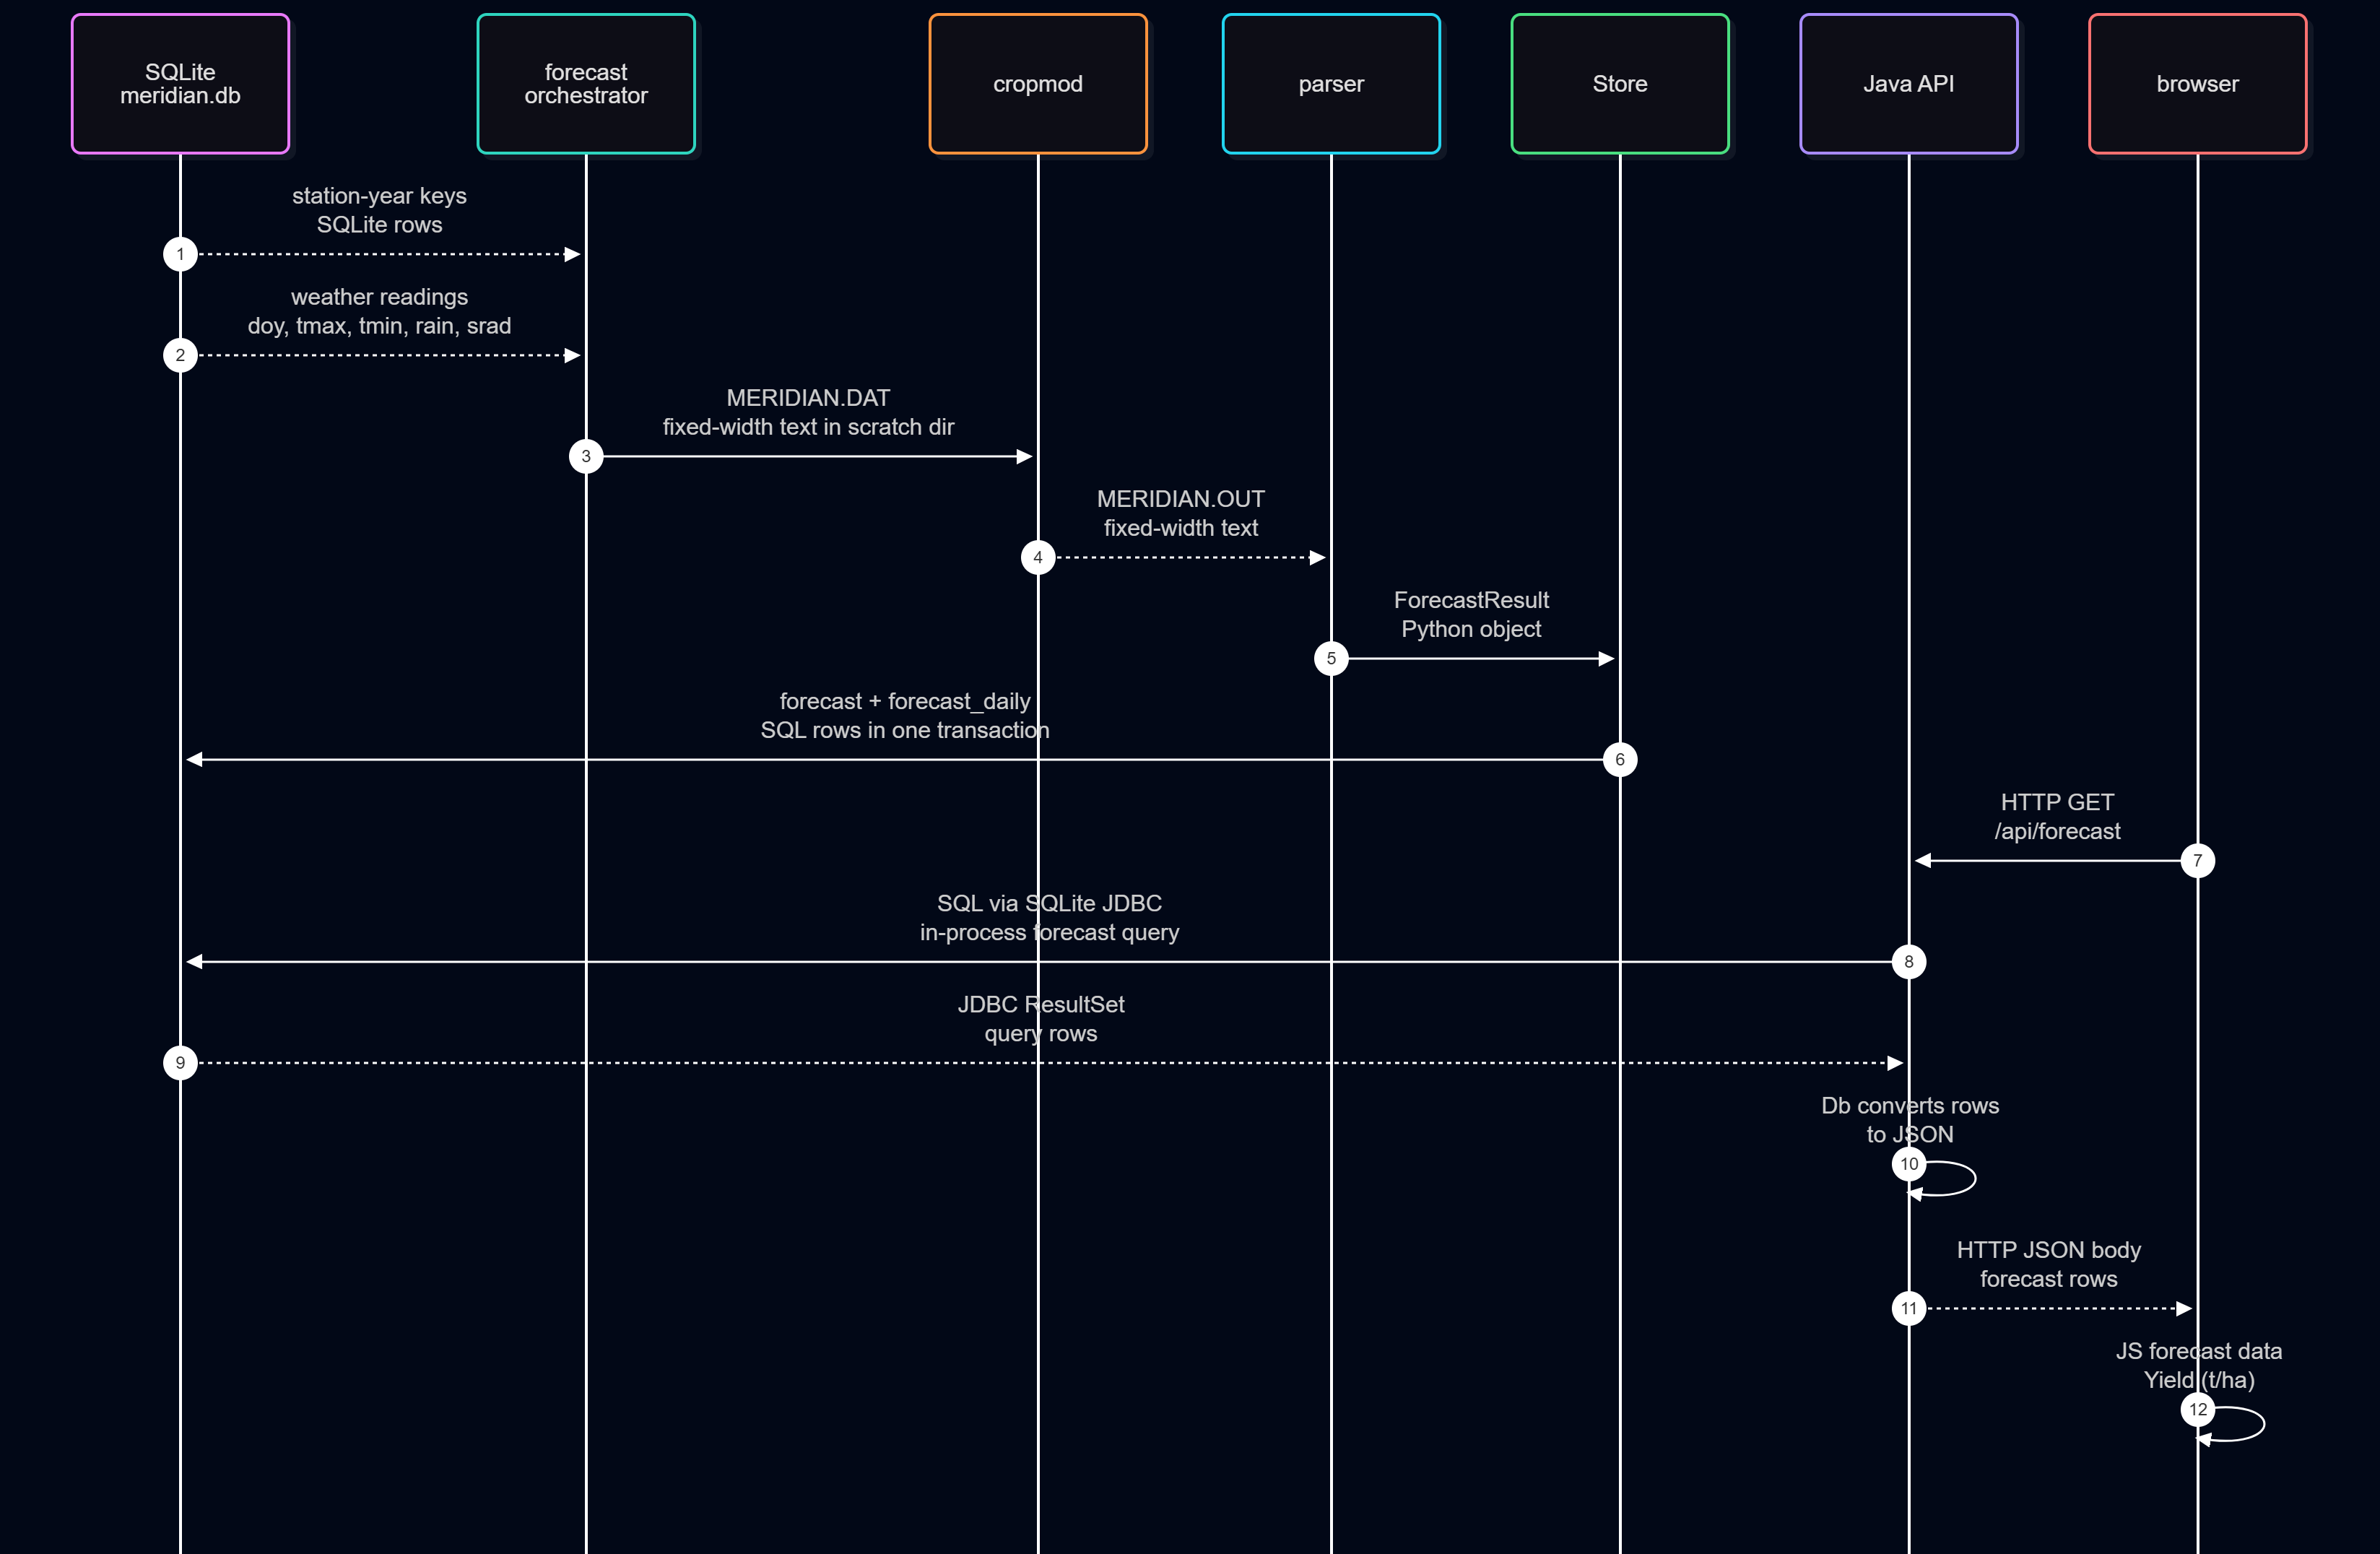 SQLite
meridian.db
forecast
orchestrator
cropmod
parser
Store
Java API
browser
station-year keys
SQLite rows
1
weather readings
doy, tmax, tmin, rain, srad
2
MERIDIAN.DAT
fixed-width text in scratch dir
3
MERIDIAN.OUT
fixed-width text
4
ForecastResult
Python object
5
forecast + forecast_daily
SQL rows in one transaction
6
HTTP GET
/api/forecast
7
SQL via SQLite JDBC
in-process forecast query
8
JDBC ResultSet
query rows
9
Db converts rows
to JSON
10
HTTP JSON body
forecast rows
11
JS forecast data
Yield (t/ha)
12